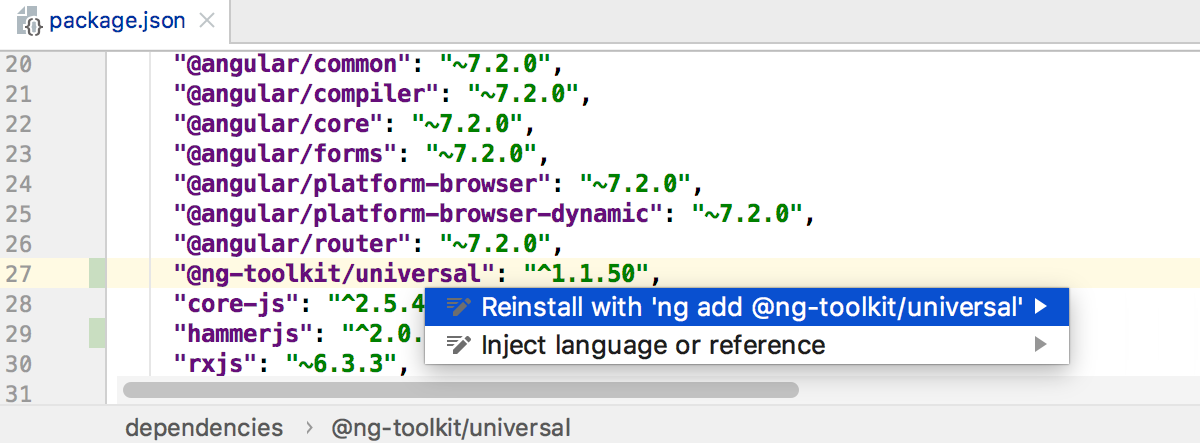 package.json
20 "@angular/common": "~7.2.0",
21 "@angular/compiler": "~7.2.0",
22 "@angular/core": "~7.2.0",
23 "@angular/forms": "~7.2.0",
24 "@angular/platform-browser": "~7.2.0",
25 "@angular/platform-browser-dynamic": "~7.2.0",
26 "@angular/router": "~7.2.0",
27 "@ng-toolkit/universal": "^1.1.50",
28 "core-js": "^2.5.4
Reinstall with 'ng add @ng-toolkit/universal'
29 "hammerjs": "^2.0.
Inject language or reference
30 "rxjs": "~6.3.3",
31
dependencies › @ng-toolkit/universal